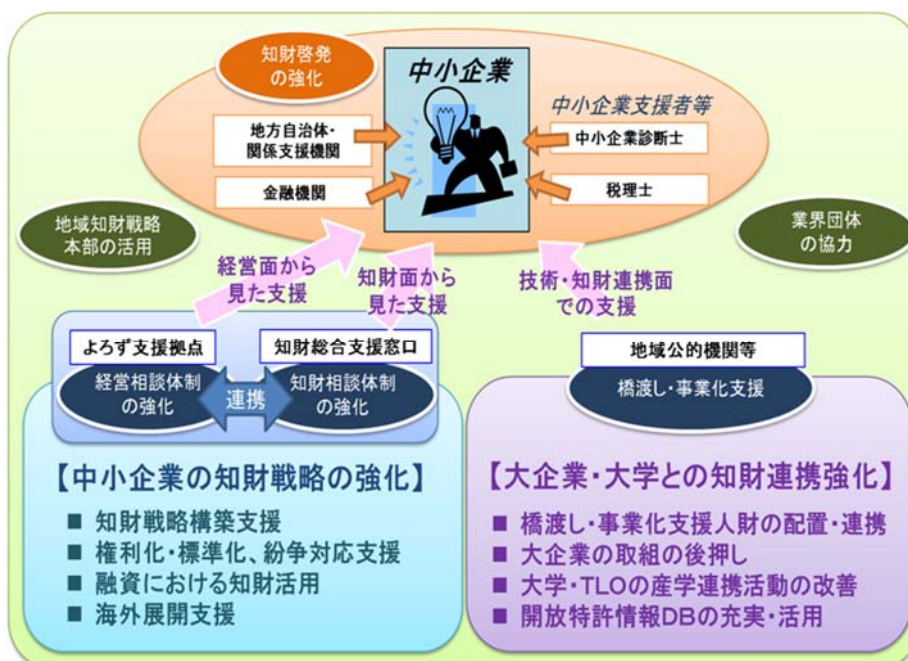 知財啓発
の強化
中小企業
中小企業支援者等
地方自治体・
関係支援機関
中小企業診断士
金融機関
税理士
地域知財戦略
本部の活用
業界団体
の協力
経営面から
見た支援
知財面から
見た支援
技術・知財連携面
での支援
よろず支援拠点
知財総合支援窓口
地域公的機関等
経営相談体制
の強化
連携
知財相談体制
の強化
橋渡し・事業化支援
【中小企業の知財戦略の強化】
■ 知財戦略構築支援
■ 権利化・標準化、紛争対応支援
■ 融資における知財活用
■ 海外展開支援
【大企業・大学との知財連携強化】
■ 橋渡し・事業化支援人財の配置・連携
■ 大企業の取組の後押し
■ 大学・TLOの産学連携活動の改善
■ 開放特許情報DBの充実・活用